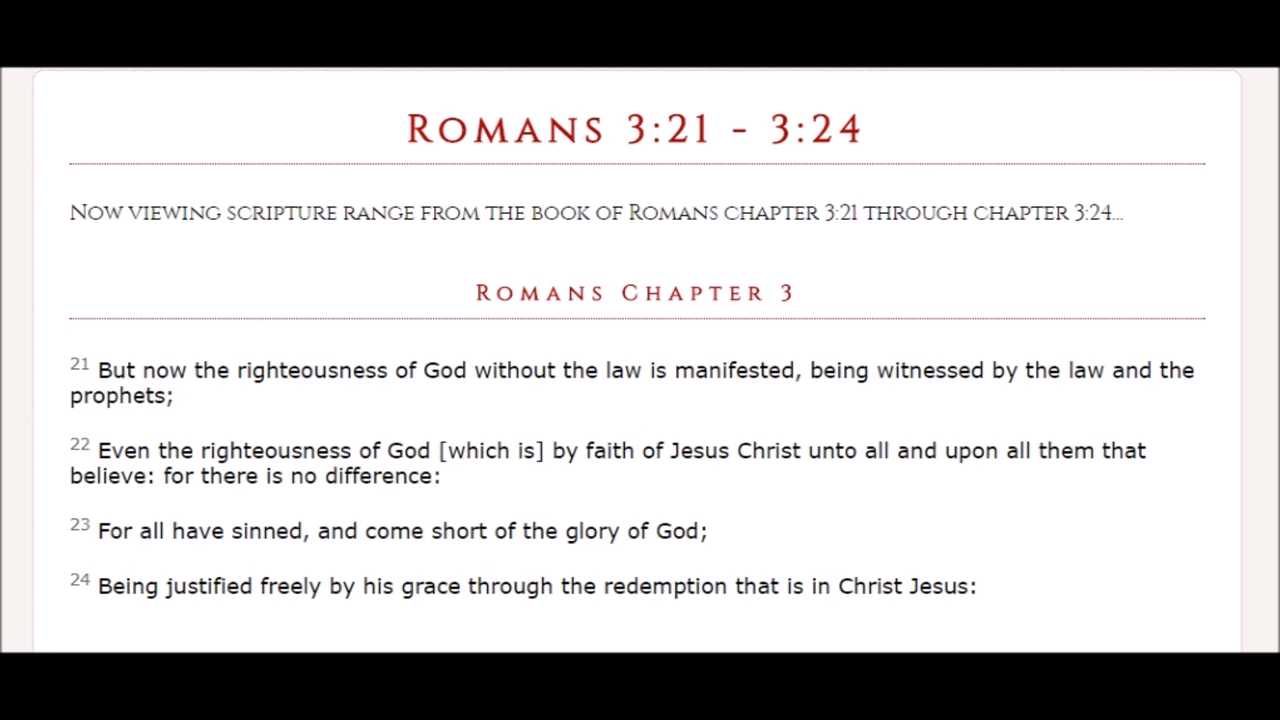 Romans 3:21 - 3:24
Now viewing scripture range from the book of Romans chapter 3:21 through chapter 3:24...
Romans Chapter 3
21 But now the righteousness of God without the law is manifested, being witnessed by the law and the
prophets;
22 Even the righteousness of God [which is] by faith of Jesus Christ unto all and upon all them that
believe: for there is no difference:
23 For all have sinned, and come short of the glory of God;
24 Being justified freely by his grace through the redemption that is in Christ Jesus: